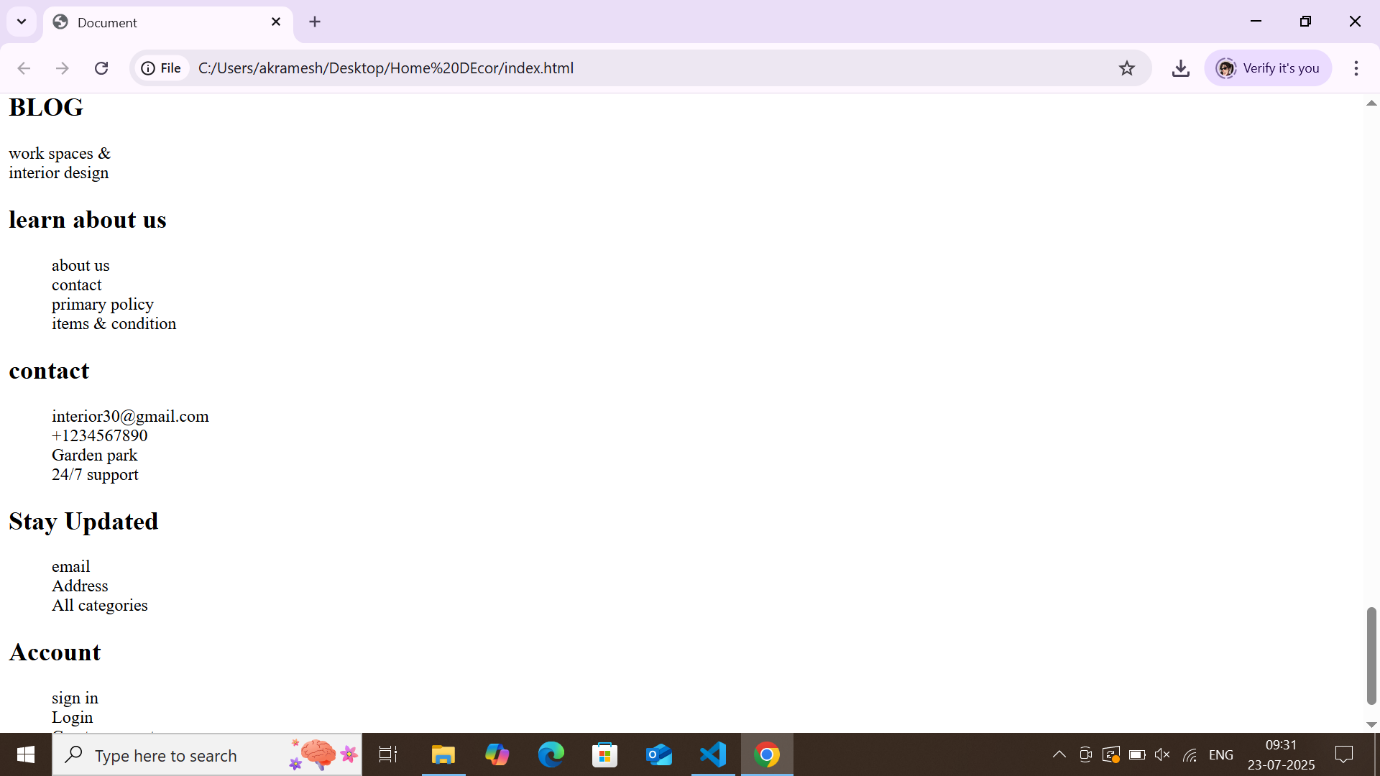 Document
File
C:/Users/akramesh/Desktop/Home%20DEcor/index.html
Verify it's you
BLOG
work spaces &
interior design
learn about us
about us
contact
primary policy
items & condition
contact
interior30@gmail.com
+1234567890
Garden park
24/7 support
Stay Updated
email
Address
All categories
Account
sign in
Login
Type here to search
ENG
09:31
23-07-2025